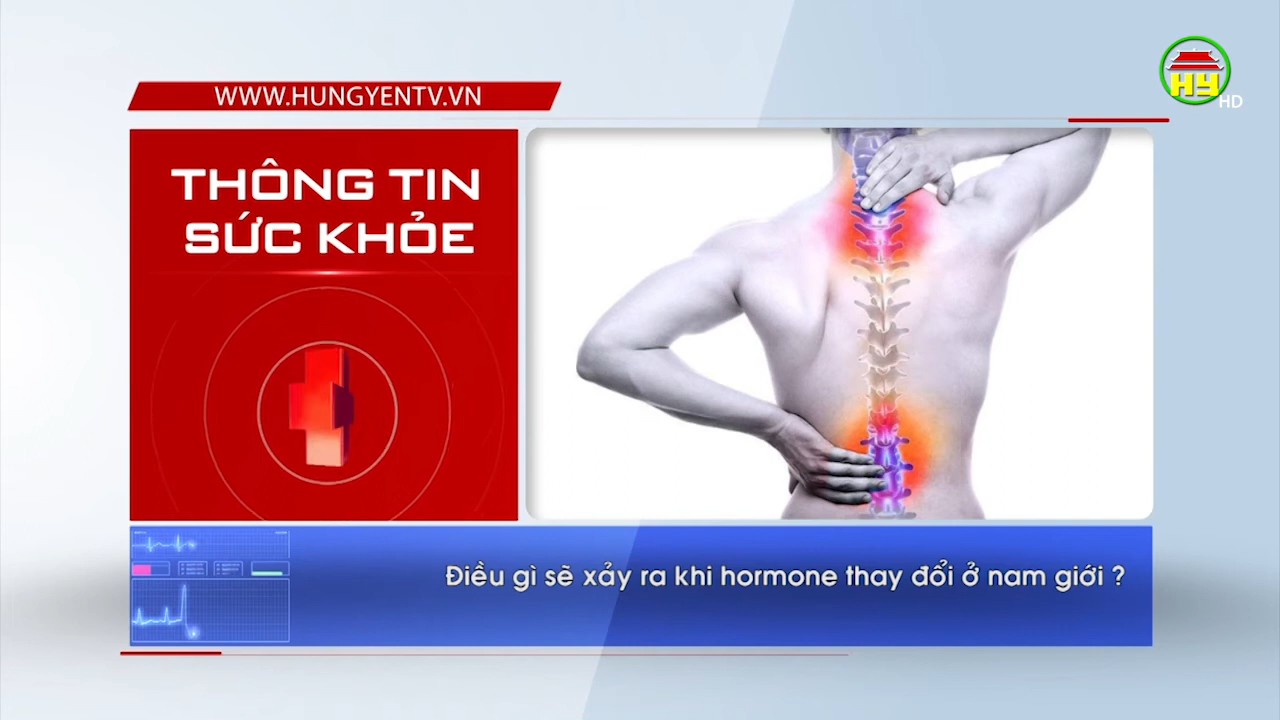 WWW.HUNGYENTV.VN
HY
HD
THÔNG TIN
SỨC KHỎE
Điều gì sẽ xảy ra khi hormone thay đổi ở nam giới ?